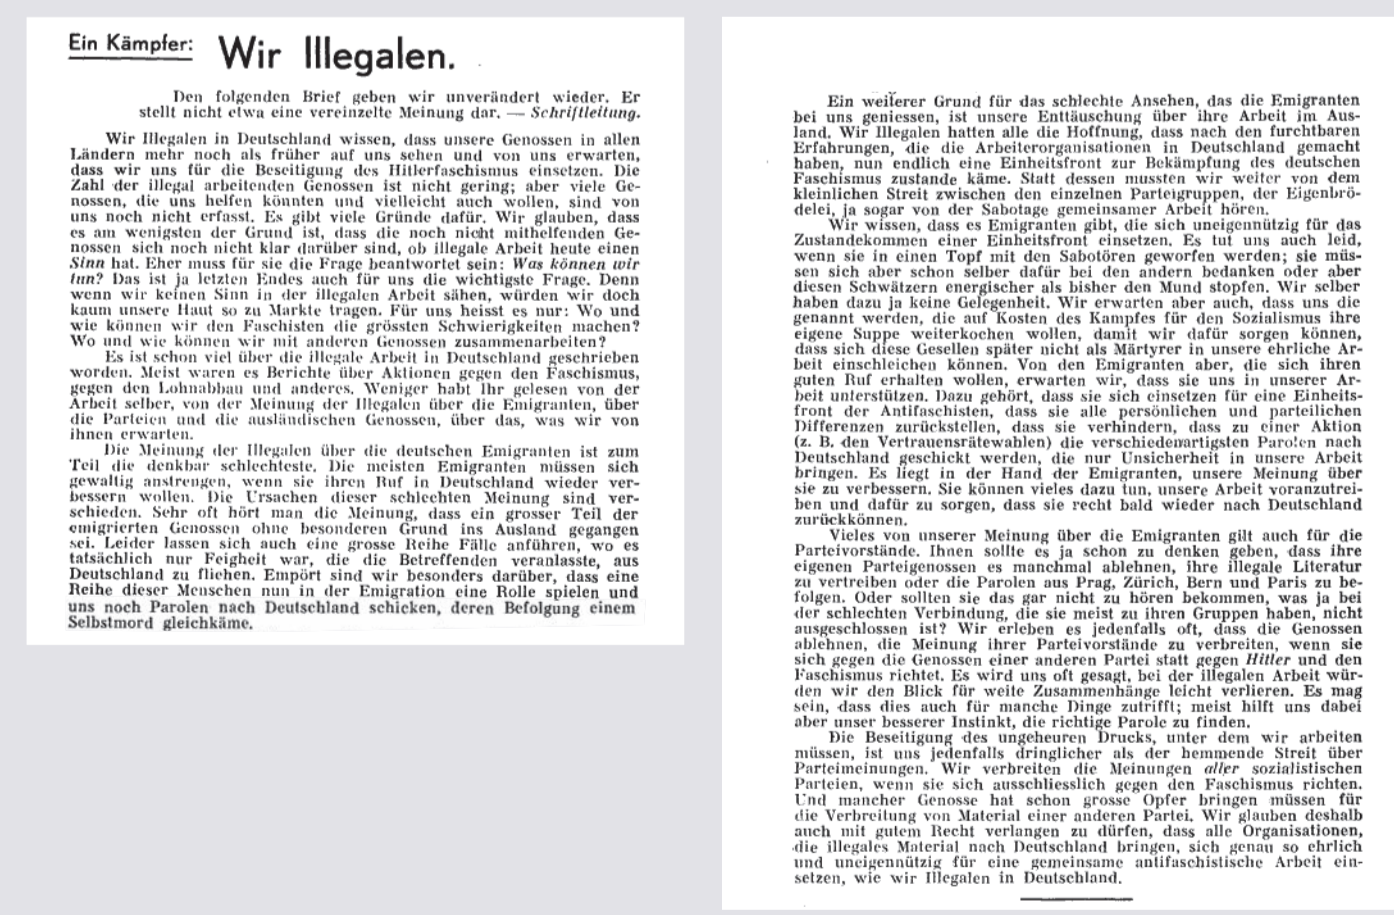 Ein Kämpfer: Wir Illegalen.
Den folgenden Brief geben wir unverändert wieder. Er
stellt nicht etwa eine vereinzelte Meinung dar. — Schriftleitung.
Wir Illegalen in Deutschland wissen, dass unsere Genossen in allen
Ländern mehr noch als früher auf uns sehen und von uns erwarten,
dass wir uns für die Beseitigung des Hitlerfaschismus einsetzen. Die
Zahl der illegal arbeitenden Genossen ist nicht gering; aber viele Ge-
nossen, die uns helfen könnten und vielleicht auch wollen, sind von
uns noch nicht erfasst. Es gibt viele Gründe dafür. Wir glauben, dass
es am wenigsten der Grund ist, dass die noch nicht mithelfenden Ge-
nossen sich noch nicht klar darüber sind, ob illegale Arbeit heute einen
Sinn hat. Eher muss für sie die Frage beantwortet sein: Was können wir
tun? Das ist ja letzten Endes auch für uns die wichtigste Frage. Denn
wenn wir keinen Sinn in der illegalen Arbeit sähen, würden wir doch
kaum unsere Haut so zu Markte tragen. Für uns heisst es nur: Wo und
wie können wir den Faschisten die grössten Schwierigkeiten machen?
Wo und wie können wir mit anderen Genossen zusammenarbeiten?
Es ist schon viel über die illegale Arbeit in Deutschland geschrieben
worden. Meist waren es Berichte über Aktionen gegen den Faschismus,
gegen den Lohnabbau und anderes. Weniger habt Ihr gelesen von der
Arbeit selber, von der Meinung der Illegalen über die Emigranten, über
die Parteien und die ausländischen Genossen, über das, was wir von
ihnen erwarten.
Die Meinung der Illegalen über die deutschen Emigranten ist zum
Teil die denkbar schlechteste. Die meisten Emigranten müssen sich
gewaltig anstrengen, wenn sie ihren Ruf in Deutschland wieder ver-
bessern wollen. Die Ursachen dieser schlechten Meinung sind ver-
schieden. Sehr oft hört man die Meinung, dass ein grosser Teil der
emigrierten Genossen ohne besonderen Grund ins Ausland gegangen
sei. Leider lassen sich auch eine grosse Reihe Fälle anführen, wo es
tatsächlich nur Feigheit war, die die Betreffenden veranlasste, aus
Deutschland zu fliehen. Empört sind wir besonders darüber, dass eine
Reihe dieser Menschen nun in der Emigration eine Rolle spielen und
uns noch Parolen nach Deutschland schicken, deren Befolgung einem
Selbstmord gleichkäme.
Ein weiterer Grund für das schlechte Ansehen, das die Emigranten
bei uns geniessen, ist unsere Enttäuschung über ihre Arbeit im Aus-
land. Wir Illegalen hatten alle die Hoffnung, dass nach den furchtbaren
Erfahrungen, die die Arbeiterorganisationen in Deutschland gemacht
haben, nun endlich eine Einheitsfront zur Bekämpfung des deutschen
Faschismus zustande käme. Statt dessen mussten wir weiter von dem
kleinlichen Streit zwischen den einzelnen Parteigruppen, der Eigenbrö-
delei, ja sogar von der Sabotage gemeinsamer Arbeit hören.
Wir wissen, dass es Emigranten gibt, die sich uneigennützig für das
Zustandekommen einer Einheitsfront einsetzen. Es tut uns auch leid,
wenn sie in einen Topf mit den Sabotören geworfen werden; sie müs-
sen sich aber schon selber dafür bei den andern bedanken oder aber
diesen Schwätzern energischer als bisher den Mund stopfen. Wir selber
haben dazu ja keine Gelegenheit. Wir erwarten aber auch, dass uns die
genannt werden, die auf Kosten des Kampfes für den Sozialismus ihre
eigene Suppe weiterkochen wollen, damit wir dafür sorgen können,
dass sich diese Gesellen später nicht als Märtyrer in unsere ehrliche Ar-
beit einschleichen können. Von den Emigranten aber, die sich ihren
guten Ruf erhalten wollen, erwarten wir, dass sie uns in unserer Ar-
beit unterstützen. Dazu gehört, dass sie sich einsetzen für eine Einheits-
front der Antifaschisten, dass sie alle persönlichen und parteilichen
Differenzen zurückstellen, dass sie verhindern, dass zu einer Aktion
(z. B. den Vertrauensrätewahlen) die verschiedenartigsten Parolen nach
Deutschland geschickt werden, die nur Unsicherheit in unsere Arbeit
bringen. Es liegt in der Hand der Emigranten, unsere Meinung über
sie zu verbessern. Sie können vieles dazu tun, unsere Arbeit voranzutrei-
ben und dafür zu sorgen, dass sie recht bald wieder nach Deutschland
zurückkönnen.
Vieles von unserer Meinung über die Emigranten gilt auch für die
Parteivorstände. Ihnen sollte es ja schon zu denken geben, dass ihre
eigenen Parteigenossen es manchmal ablehnen, ihre illegale Literatur
zu vertreiben oder die Parolen aus Prag, Zürich, Bern und Paris zu be-
folgen. Oder sollten sie das gar nicht zu hören bekommen, was ja bei
der schlechten Verbindung, die sie meist zu ihren Gruppen haben, nicht
ausgeschlossen ist? Wir erleben es jedenfalls oft, dass die Genossen
ablehnen, die Meinung ihrer Parteivorstände zu verbreiten, wenn sie
sich gegen die Genossen einer anderen Partei statt gegen Hitler und den
Faschismus richtet. Es wird uns oft gesagt, bei der illegalen Arbeit wür-
den wir den Blick für weite Zusammenhänge leicht verlieren. Es mag
sein, dass dies auch für manche Dinge zutrifft; meist hilft uns dabei
aber unser besserer Instinkt, die richtige Parole zu finden.
Die Beseitigung des ungeheuren Drucks, unter dem wir arbeiten
müssen, ist uns jedenfalls dringlicher als der hemmende Streit über
Parteimeinungen. Wir verbreiten die Meinungen aller sozialistischen
Parteien, wenn sie sich ausschliesslich gegen den Faschismus richten.
Und mancher Genosse hat schon grosse Opfer bringen müssen für
die Verbreitung von Material einer anderen Partei. Wir glauben deshalb
auch mit gutem Recht verlangen zu dürfen, dass alle Organisationen,
die illegales Material nach Deutschland bringen, sich genau so ehrlich
und uneigennützig für eine gemeinsame antifaschistische Arbeit ein-
setzen, wie wir Illegalen in Deutschland.